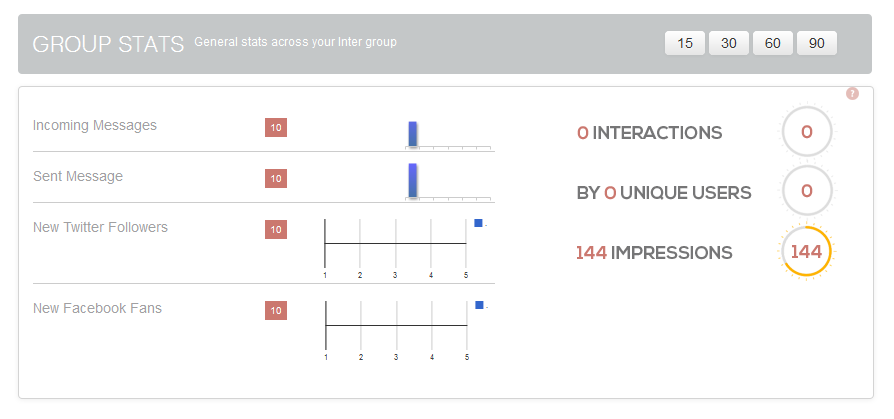 GROUP STATS General stats across your Inter group 15 30 60 90
?
Incoming Messages 10
0 INTERACTIONS 0
Sent Message 10
BY 0 UNIQUE USERS 0
New Twitter Followers 10
1 2 3 4 5
144 IMPRESSIONS 144
New Facebook Fans 10
1 2 3 4 5